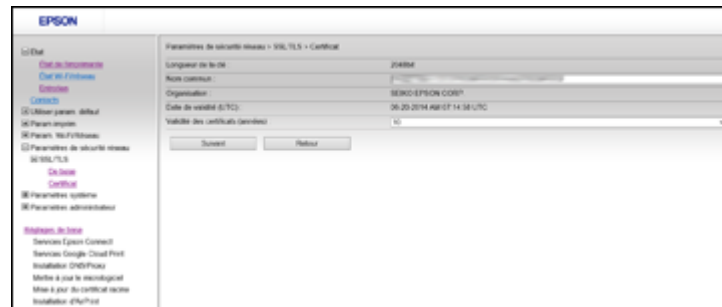 EPSON
État
État de l'imprimante
État Wi-Fi/réseau
Entretien
Contacts
Utiliser param. défaut
Param imprim
Param. Wi-Fi/Réseau
Paramètres de sécurité réseau
SSL/TLS
De base
Certificat
Paramètres système
Paramètres administrateur
Réglages de base
Services Epson Connect
Services Google Cloud Print
Installation DNS/Proxy
Mettre à jour le micrologiciel
Mise à jour du certificat racine
Installation d'AirPrint
Paramètres de sécurité réseau > SSL/TLS > Certificat
Longueur de la clé :
2048bit
Nom commun :
Organisation :
SEIKO EPSON CORP.
Date de validité (UTC) :
06-20-2014 AM 07:14:58 UTC
Validité des certificats (années)
10
Suivant Retour